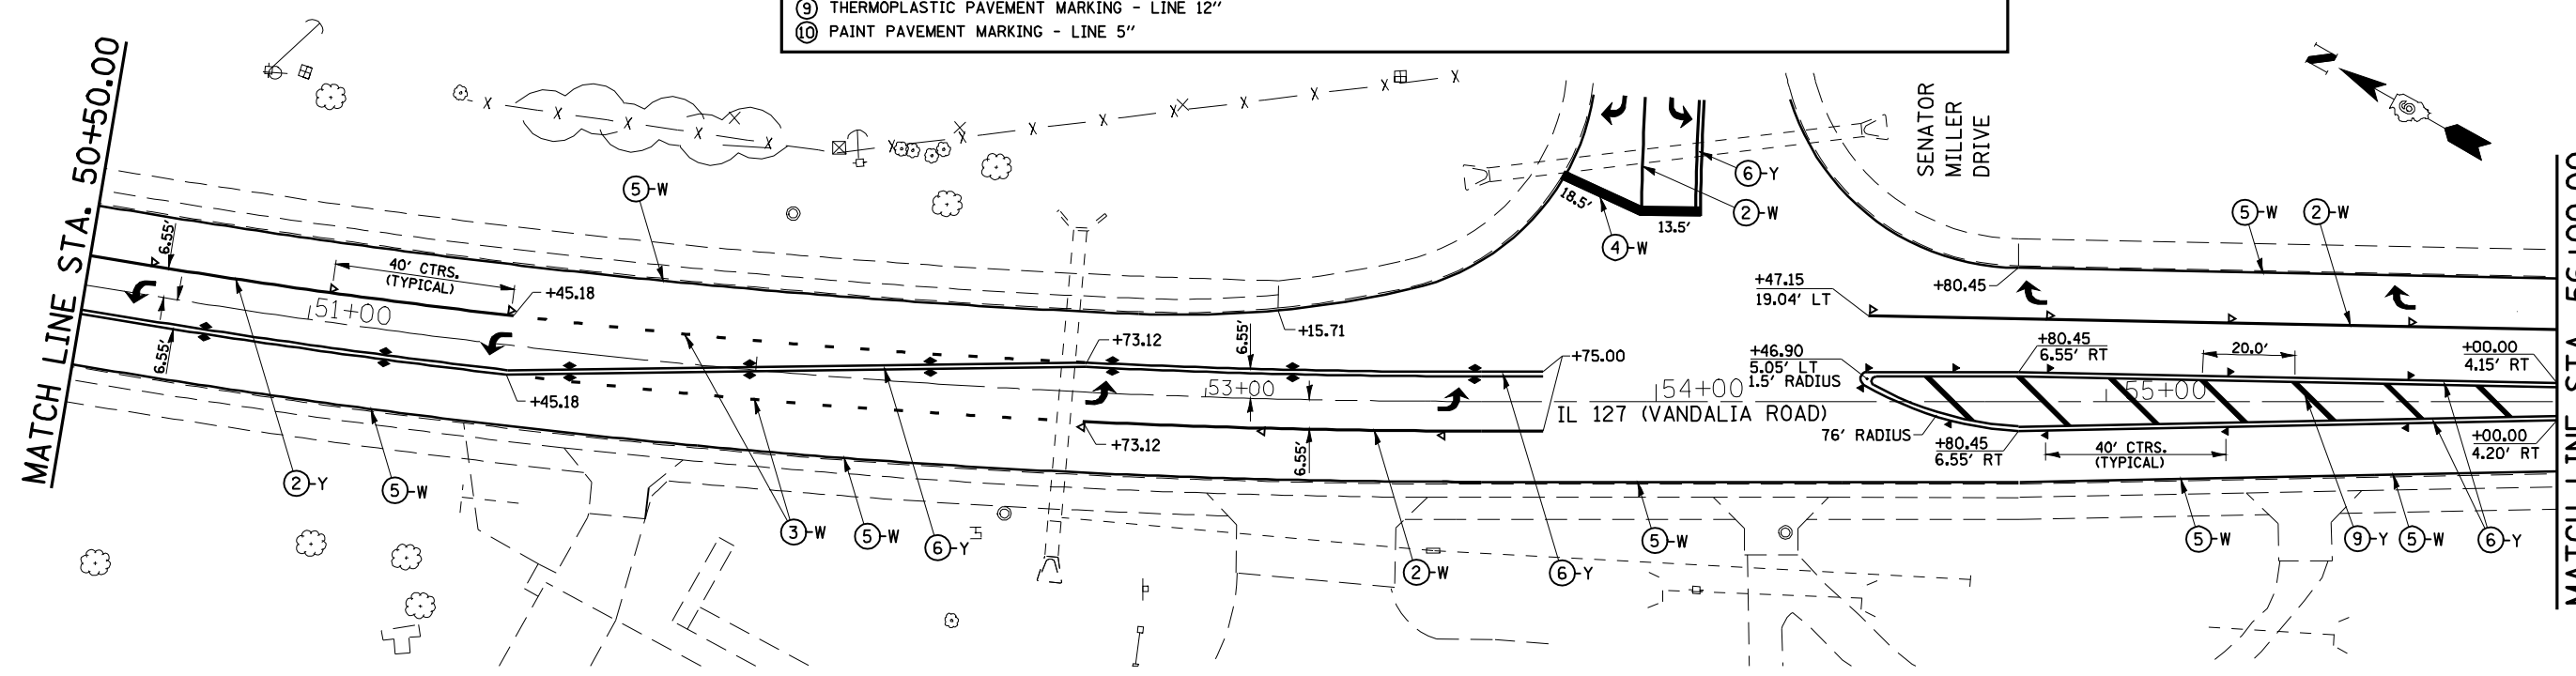 ⑨ THERMOPLASTIC PAVEMENT MARKING - LINE 12"
⑩ PAINT PAVEMENT MARKING - LINE 5"
MATCH LINE STA. 50+50.00
N
SENATOR
MILLER
DRIVE
5-W
6-Y
2-W
4-W
18.5'
13.5'
5-W
2-W
6.55'
40' CTRS.
(TYPICAL)
+45.18
51+00
+47.15
19.04' LT
+80.45
+15.71
+73.12
6.55'
6.55'
+75.00
+46.90
5.05' LT
1.5' RADIUS
+80.45
6.55' RT
20.0'
+00.00
4.15' RT
53+00
54+00
55+00
IL 127 (VANDALIA ROAD)
+45.18
+73.12
6.55'
76' RADIUS
+80.45
6.55' RT
40' CTRS.
(TYPICAL)
+00.00
4.20' RT
2-Y
5-W
3-W
5-W
6-Y
2-W
6-Y
5-W
5-W
9-Y
5-W
6-Y
MATCH LINE STA. 56+00.00